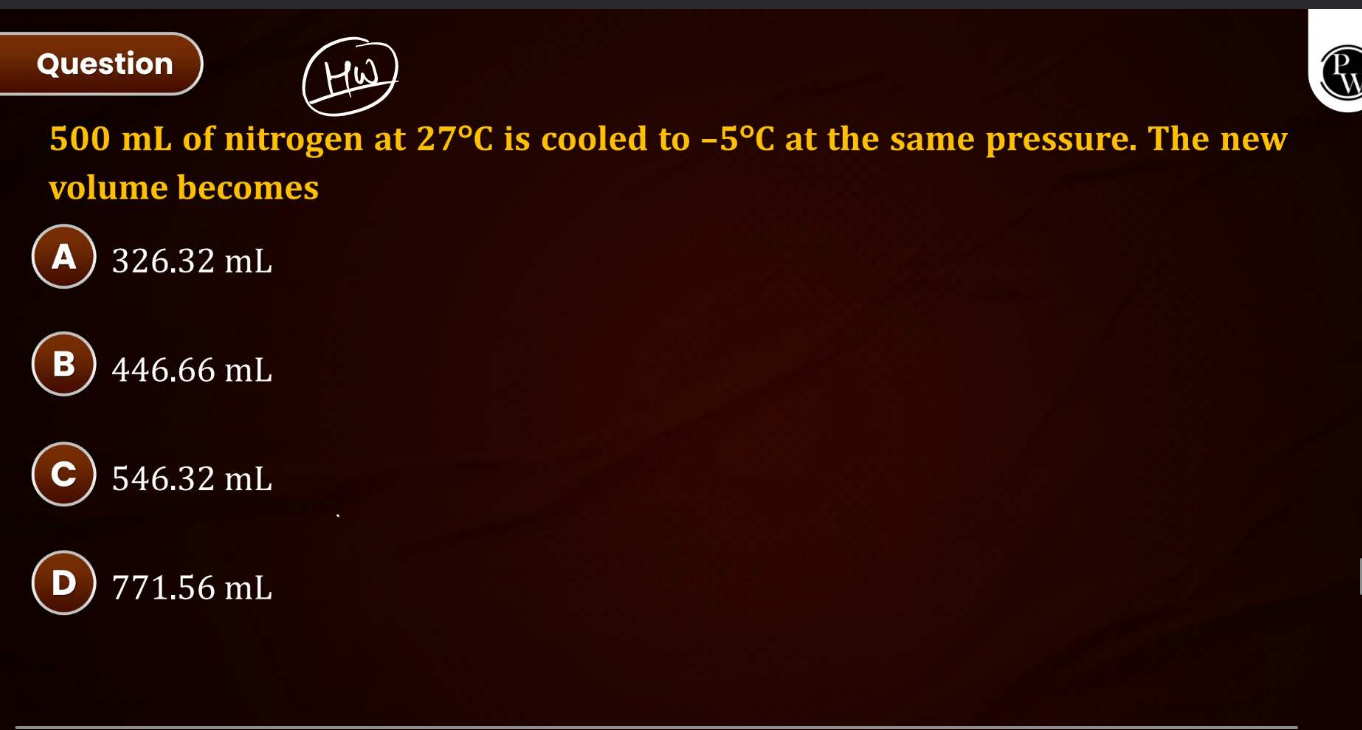 Question
HW
PW
500 mL of nitrogen at 27°C is cooled to –5°C at the same pressure. The new
volume becomes
A 326.32 mL
B 446.66 mL
C 546.32 mL
D 771.56 mL